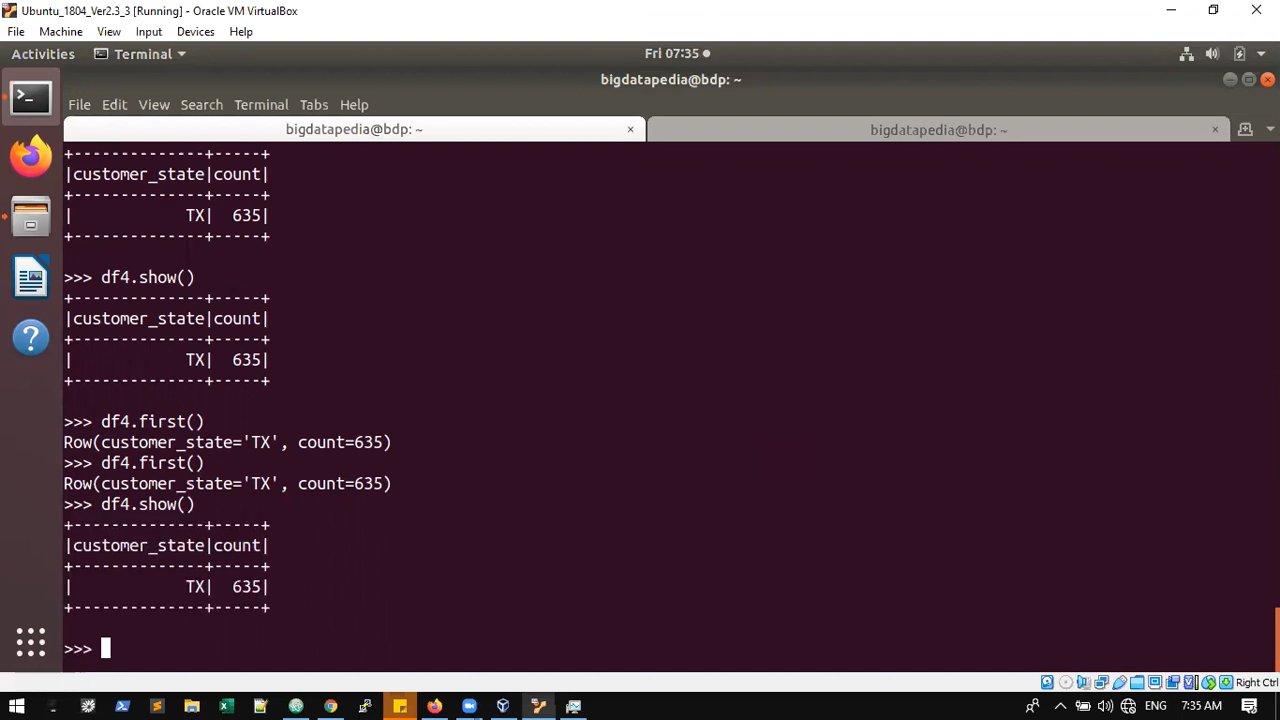 Ubuntu_1804_Ver2.3_3 [Running] - Oracle VM VirtualBox
File Machine View Input Devices Help
Activities Terminal Fri 07:35
bigdatapedia@bdp: ~
File Edit View Search Terminal Tabs Help
bigdatapedia@bdp: ~ × bigdatapedia@bdp: ~ ×
+--------------+-----+
|customer_state|count|
+--------------+-----+
|            TX|  635|
+--------------+-----+
>>> df4.show()
+--------------+-----+
|customer_state|count|
+--------------+-----+
|            TX|  635|
+--------------+-----+
>>> df4.first()
Row(customer_state='TX', count=635)
>>> df4.first()
Row(customer_state='TX', count=635)
>>> df4.show()
+--------------+-----+
|customer_state|count|
+--------------+-----+
|            TX|  635|
+--------------+-----+
>>>
Right Ctrl
ENG 7:35 AM